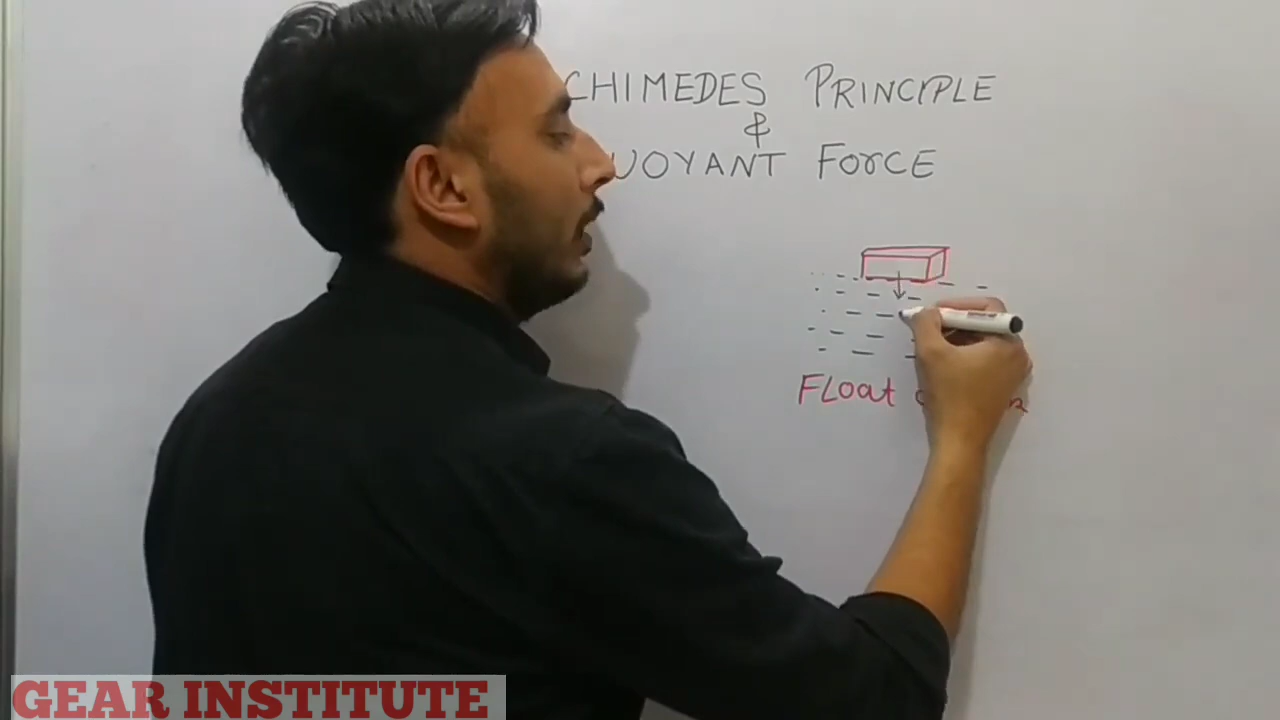 CHIMEDES PRINCIPLE
&
UOYANT FORCE
FLoat
GEAR INSTITUTE